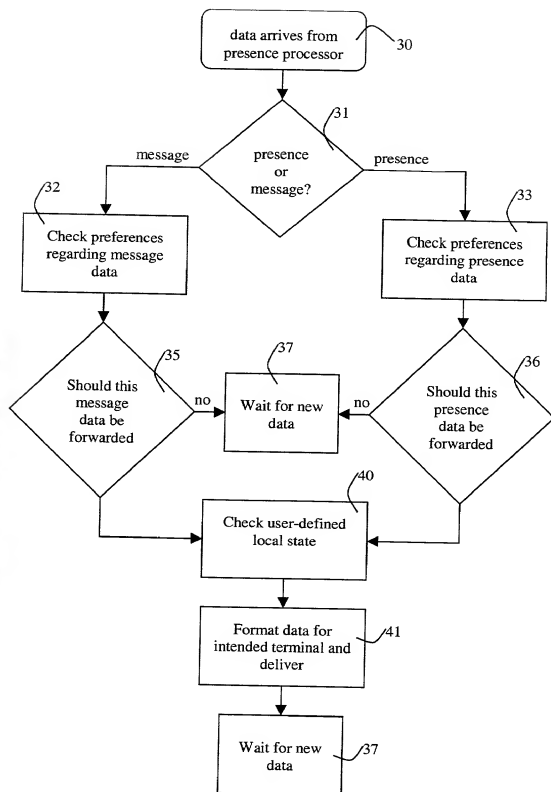 data arrives from
presence processor
30
31
message
presence
or
message?
presence
32
Check preferences
regarding message
data
33
Check preferences
regarding presence
data
35
Should this
message
data be
forwarded
no
37
Wait for new
data
no
36
Should this
presence
data be
forwarded
40
Check user-defined
local state
Format data for
intended terminal and
deliver
41
Wait for new
data
37